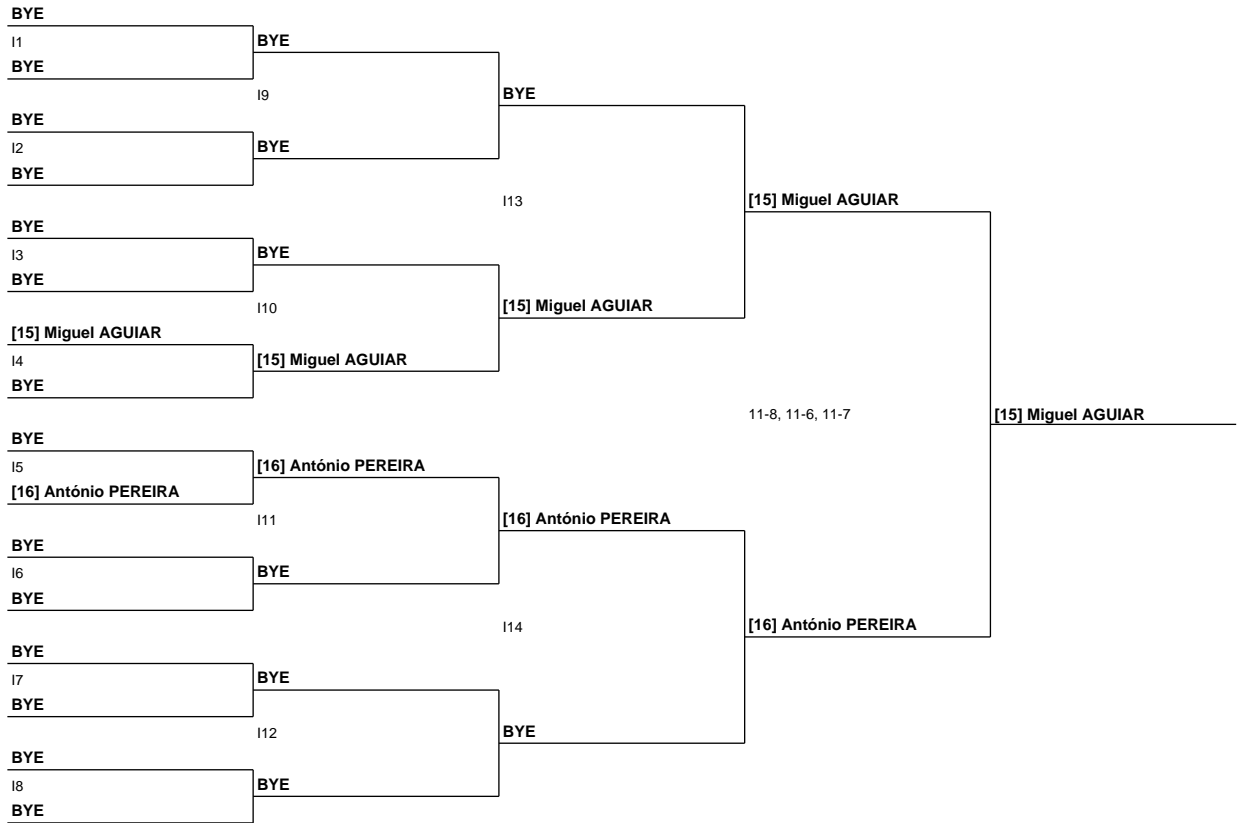 BYE
I1
BYE
BYE
I9
BYE
BYE
I2
BYE
BYE
I13
[15] Miguel AGUIAR
BYE
I3
BYE
BYE
I10
[15] Miguel AGUIAR
[15] Miguel AGUIAR
I4
[15] Miguel AGUIAR
BYE
11-8, 11-6, 11-7
[15] Miguel AGUIAR
BYE
I5
[16] António PEREIRA
[16] António PEREIRA
I11
[16] António PEREIRA
BYE
I6
BYE
BYE
I14
[16] António PEREIRA
BYE
I7
BYE
BYE
I12
BYE
BYE
I8
BYE
BYE